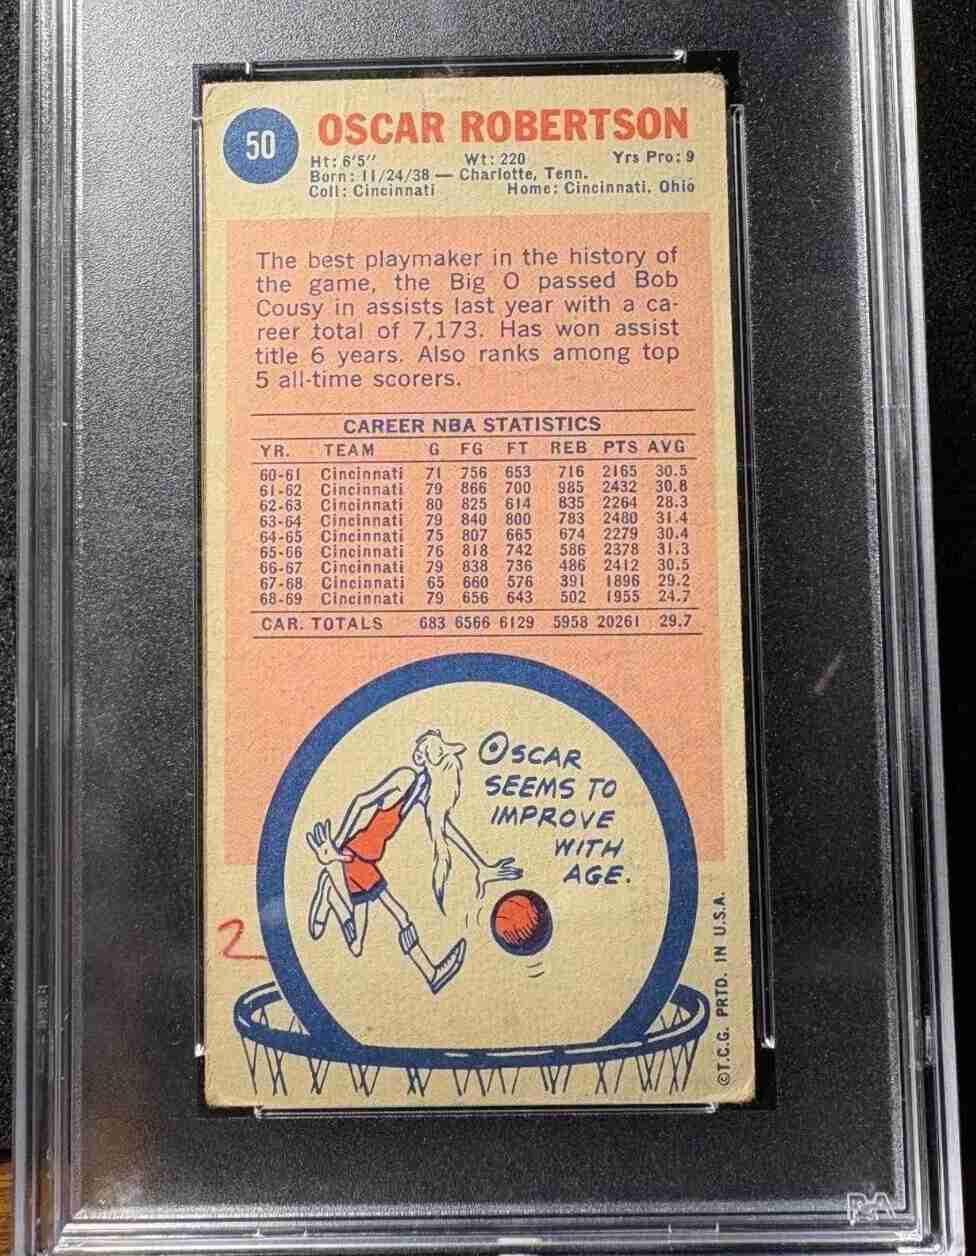 50
OSCAR ROBERTSON
Ht: 6'5" Wt: 220 Yrs Pro: 9
Born: 11/24/38 — Charlotte, Tenn.
Coll: Cincinnati Home: Cincinnati, Ohio
The best playmaker in the history of
the game, the Big O passed Bob
Cousy in assists last year with a ca-
reer total of 7,173. Has won assist
title 6 years. Also ranks among top
5 all-time scorers.
CAREER NBA STATISTICS
YR. TEAM G FG FT REB PTS AVG
60-61 Cincinnati 71 756 653 716 2165 30.5
61-62 Cincinnati 79 866 700 985 2432 30.8
62-63 Cincinnati 80 825 614 835 2264 28.3
63-64 Cincinnati 79 840 800 783 2480 31.4
64-65 Cincinnati 75 807 665 674 2279 30.4
65-66 Cincinnati 76 818 742 586 2378 31.3
66-67 Cincinnati 79 838 736 486 2412 30.5
67-68 Cincinnati 65 660 576 391 1896 29.2
68-69 Cincinnati 79 656 643 502 1955 24.7
CAR. TOTALS 683 6566 6129 5958 20261 29.7
OSCAR
SEEMS TO
IMPROVE
WITH
AGE.
2
©T.C.G. PRTD. IN U.S.A.